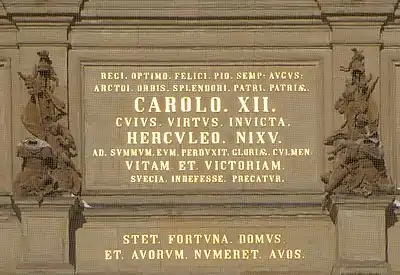 REGI. OPTIMO. FELICI. PIO. SEMP: AUGUS:
ARCTOI. ORBIS. SPLENDORI. PATRI. PATRIÆ.
CAROLO. XII.
CVIVS. VIRTVS. INVICTA.
HERCVLEO. NIXV.
AD. SVMMVM. EVM. PERDVXIT. GLORIÆ. CVLMEN.
VITAM ET VICTORIAM.
SVECIA. INDEFESSE. PRECATVR.
STET. FORTVNA. DOMVS.
ET. AVORVM. NVMERET. AVOS.